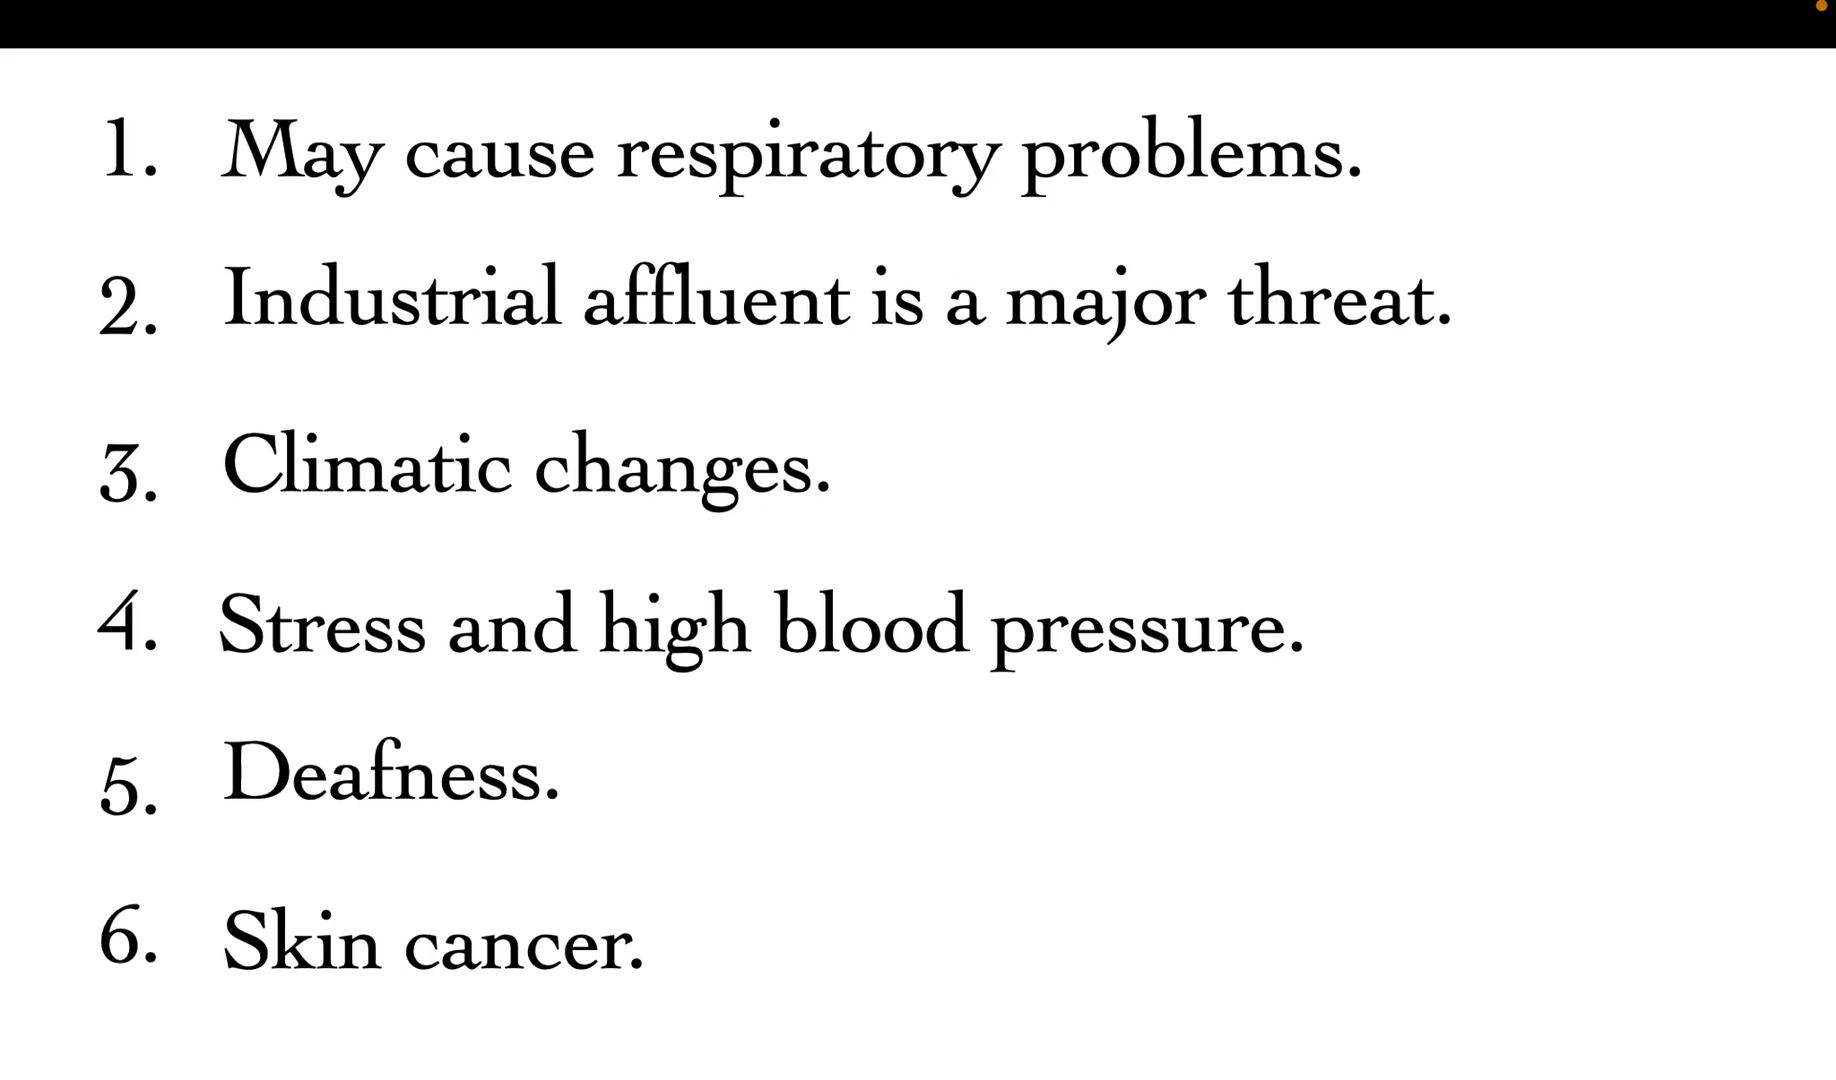 1. May cause respiratory problems.
2. Industrial affluent is a major threat.
3. Climatic changes.
4. Stress and high blood pressure.
5. Deafness.
6. Skin cancer.